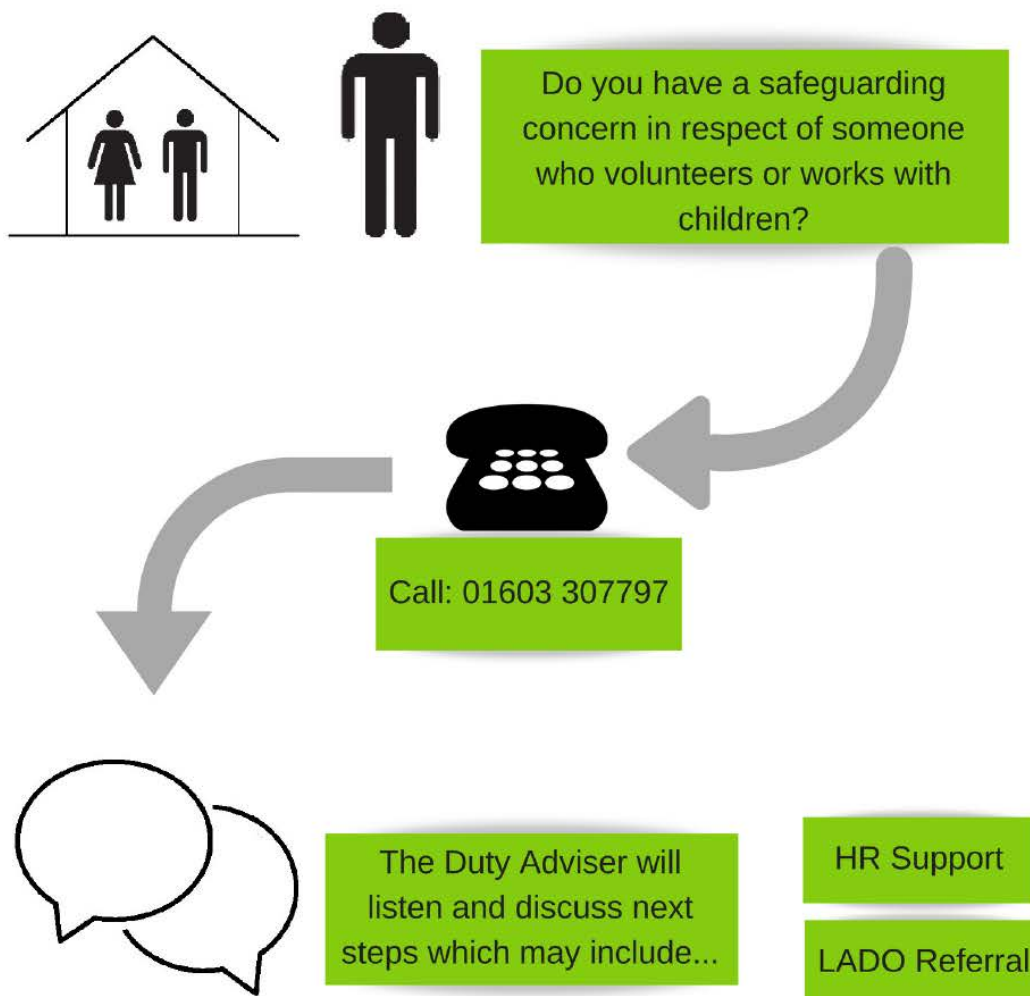 Do you have a safeguarding
concern in respect of someone
who volunteers or works with
children?
Call: 01603 307797
The Duty Adviser will
listen and discuss next
steps which may include...
HR Support
LADO Referral